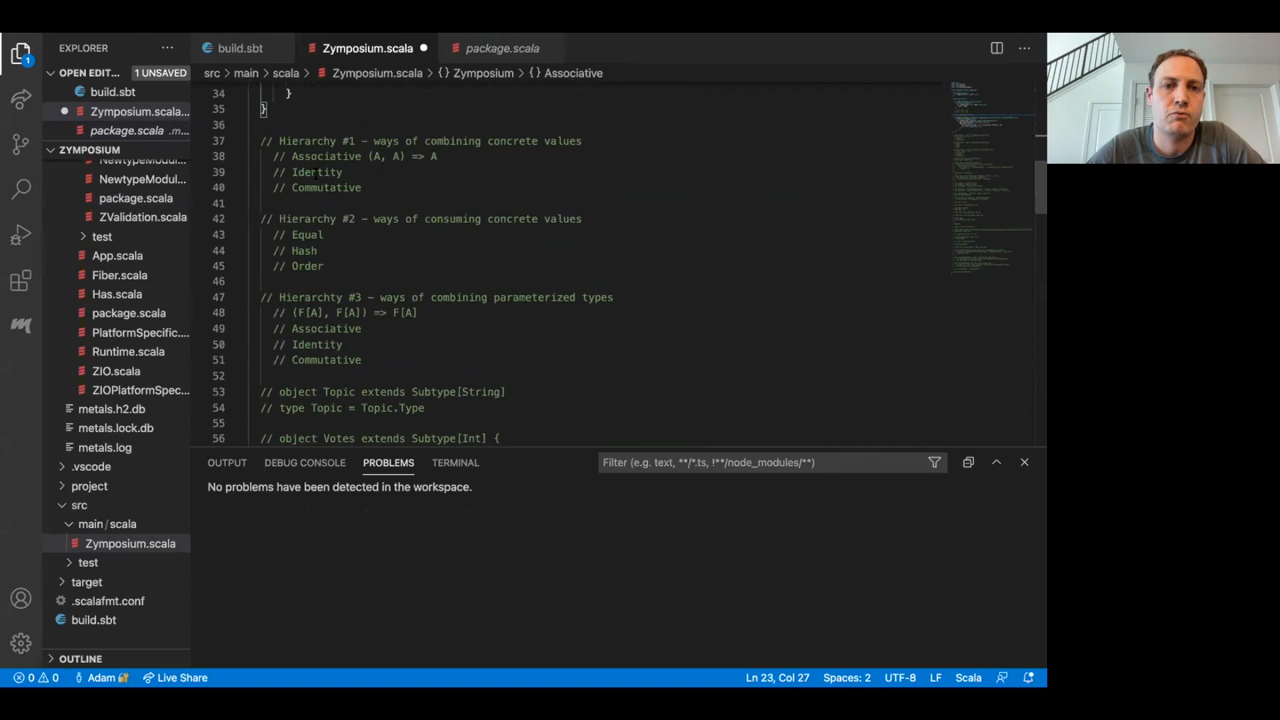 EXPLORER
OPEN EDIT... 1 UNSAVED
build.sbt
Zymposium.scala...
package.scala .m...
ZYMPOSIUM
NewtypeModul...
NewtypeModul...
package.scala
ZValidation.scala
test
App.scala
Fiber.scala
Has.scala
package.scala
PlatformSpecific....
Runtime.scala
ZIO.scala
ZIOPlatformSpec...
metals.h2.db
metals.lock.db
metals.log
.vscode
project
src
main / scala
Zymposium.scala
test
target
.scalafmt.conf
build.sbt
OUTLINE
build.sbt
Zymposium.scala
package.scala
src > main > scala > Zymposium.scala > {} Zymposium > {} Associative
34 }
35 }
36
37 // Hierarchy #1 - ways of combining concrete values
38 // Associative (A, A) => A
39 // Identity
40 // Commutative
41
42 // Hierarchy #2 - ways of consuming concrete values
43 // Equal
44 // Hash
45 // Order
46
47 // Hierarchty #3 - ways of combining parameterized types
48 // (F[A], F[A]) => F[A]
49 // Associative
50 // Identity
51 // Commutative
52
53 // object Topic extends Subtype[String]
54 // type Topic = Topic.Type
55
56 // object Votes extends Subtype[Int] {
OUTPUT DEBUG CONSOLE PROBLEMS TERMINAL
Filter (e.g. text, **/*.ts, !**/node_modules/**)
No problems have been detected in the workspace.
0 0 Adam Live Share
Ln 23, Col 27 Spaces: 2 UTF-8 LF Scala